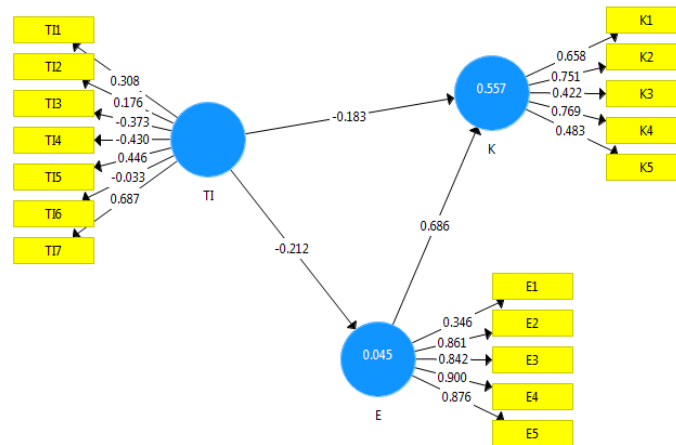 TI1
TI2
TI3
TI4
TI5
TI6
TI7
0.308
0.176
-0.373
-0.430
0.446
-0.033
0.687
TI
-0.183
-0.212
0.686
0.557
K
0.658
0.751
0.422
0.769
0.483
K1
K2
K3
K4
K5
0.045
E
0.346
0.861
0.842
0.900
0.876
E1
E2
E3
E4
E5